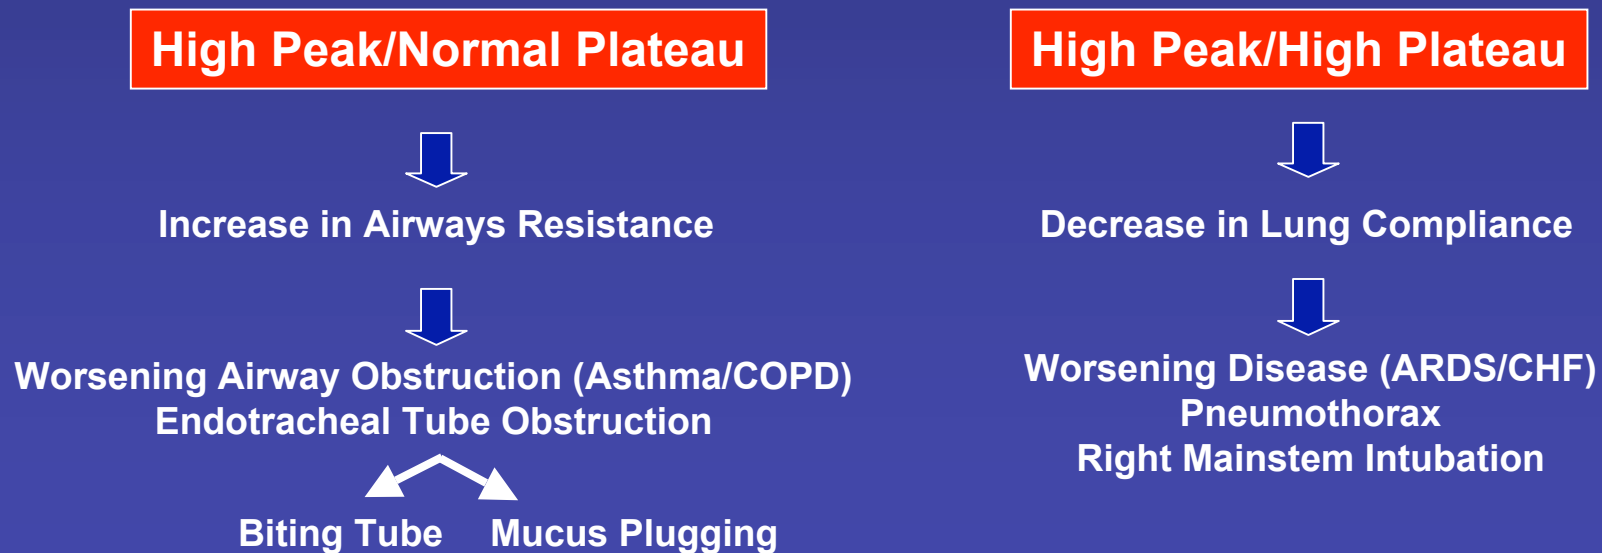 High Peak/Normal Plateau
Increase in Airways Resistance
Worsening Airway Obstruction (Asthma/COPD)
Endotracheal Tube Obstruction
Biting Tube
Mucus Plugging
High Peak/High Plateau
Decrease in Lung Compliance
Worsening Disease (ARDS/CHF)
Pneumothorax
Right Mainstem Intubation